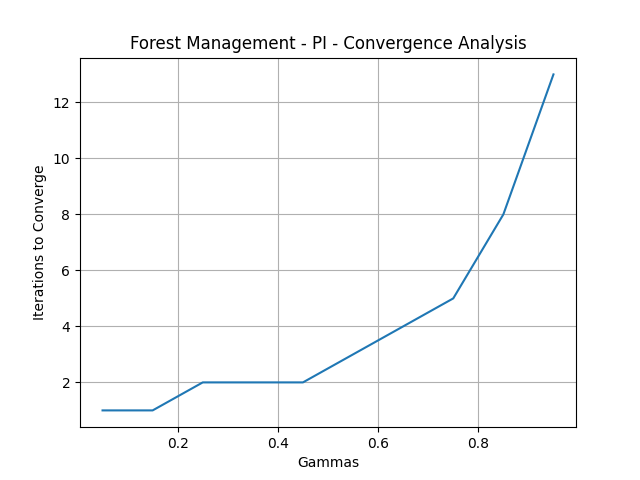 Forest Management - PI - Convergence Analysis
Iterations to Converge
12
10
8
6
4
2
0.2 0.4 0.6 0.8
Gammas